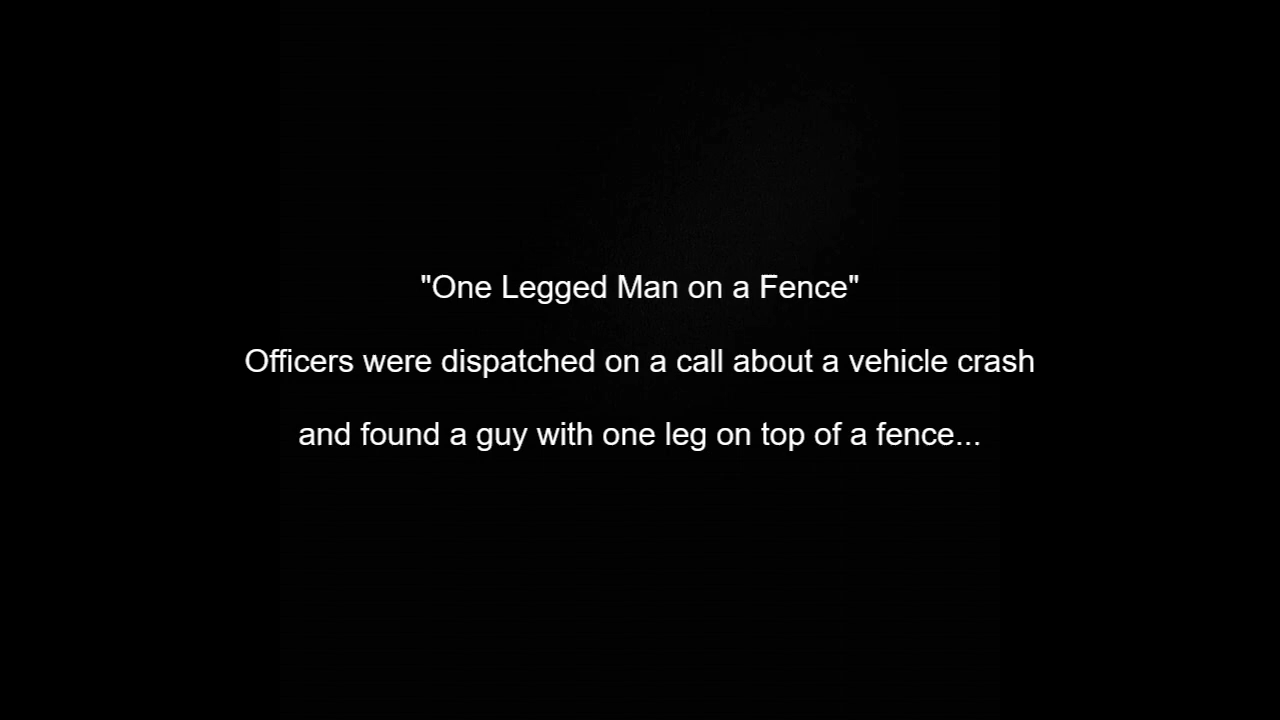 "One Legged Man on a Fence"
Officers were dispatched on a call about a vehicle crash
and found a guy with one leg on top of a fence...